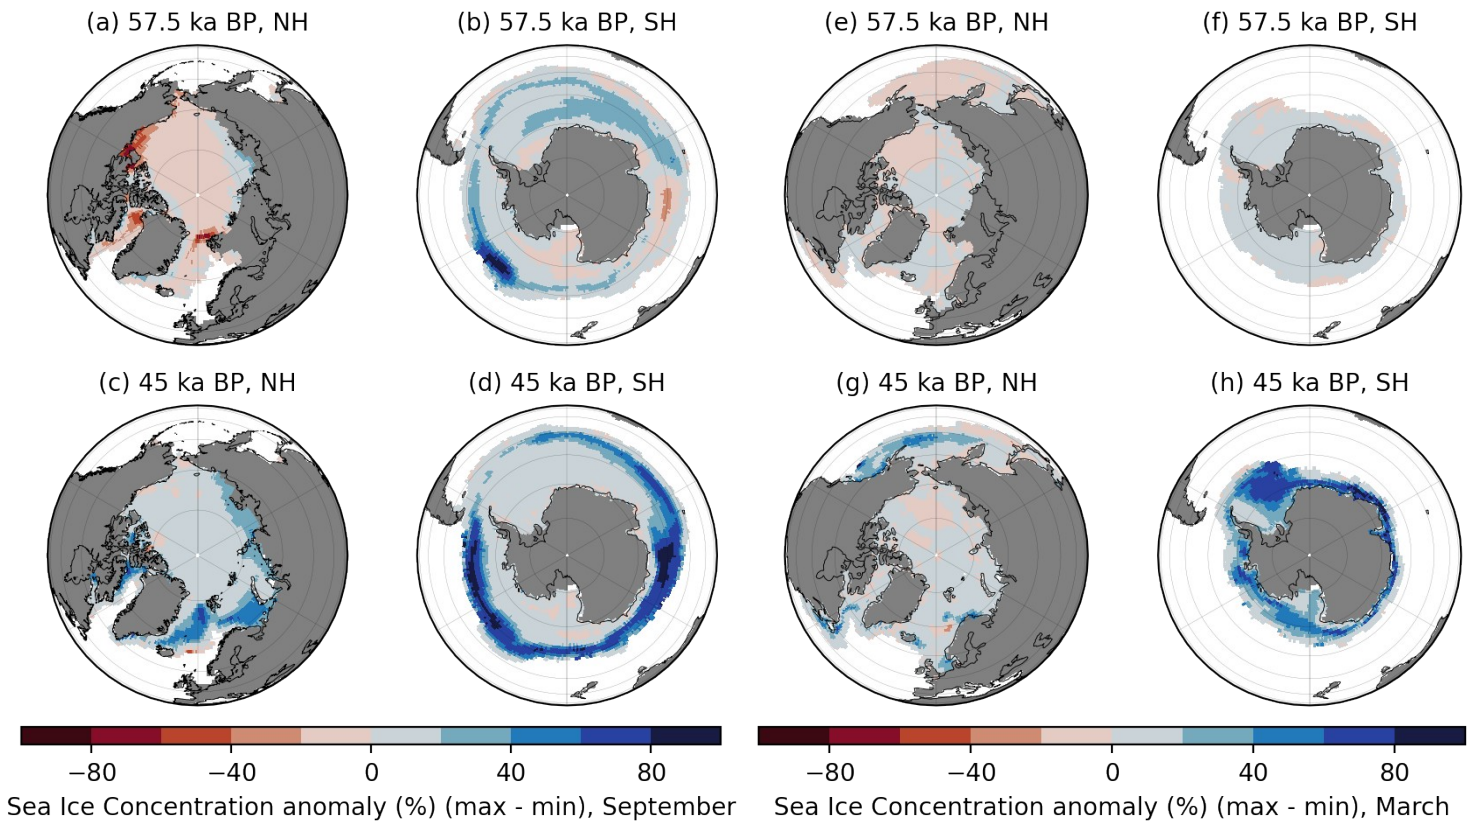 (a) 57.5 ka BP, NH
(b) 57.5 ka BP, SH
(e) 57.5 ka BP, NH
(f) 57.5 ka BP, SH
(c) 45 ka BP, NH
(d) 45 ka BP, SH
(g) 45 ka BP, NH
(h) 45 ka BP, SH
−80 −40 0 40 80
−80 −40 0 40 80
Sea Ice Concentration anomaly (%) (max - min), September
Sea Ice Concentration anomaly (%) (max - min), March